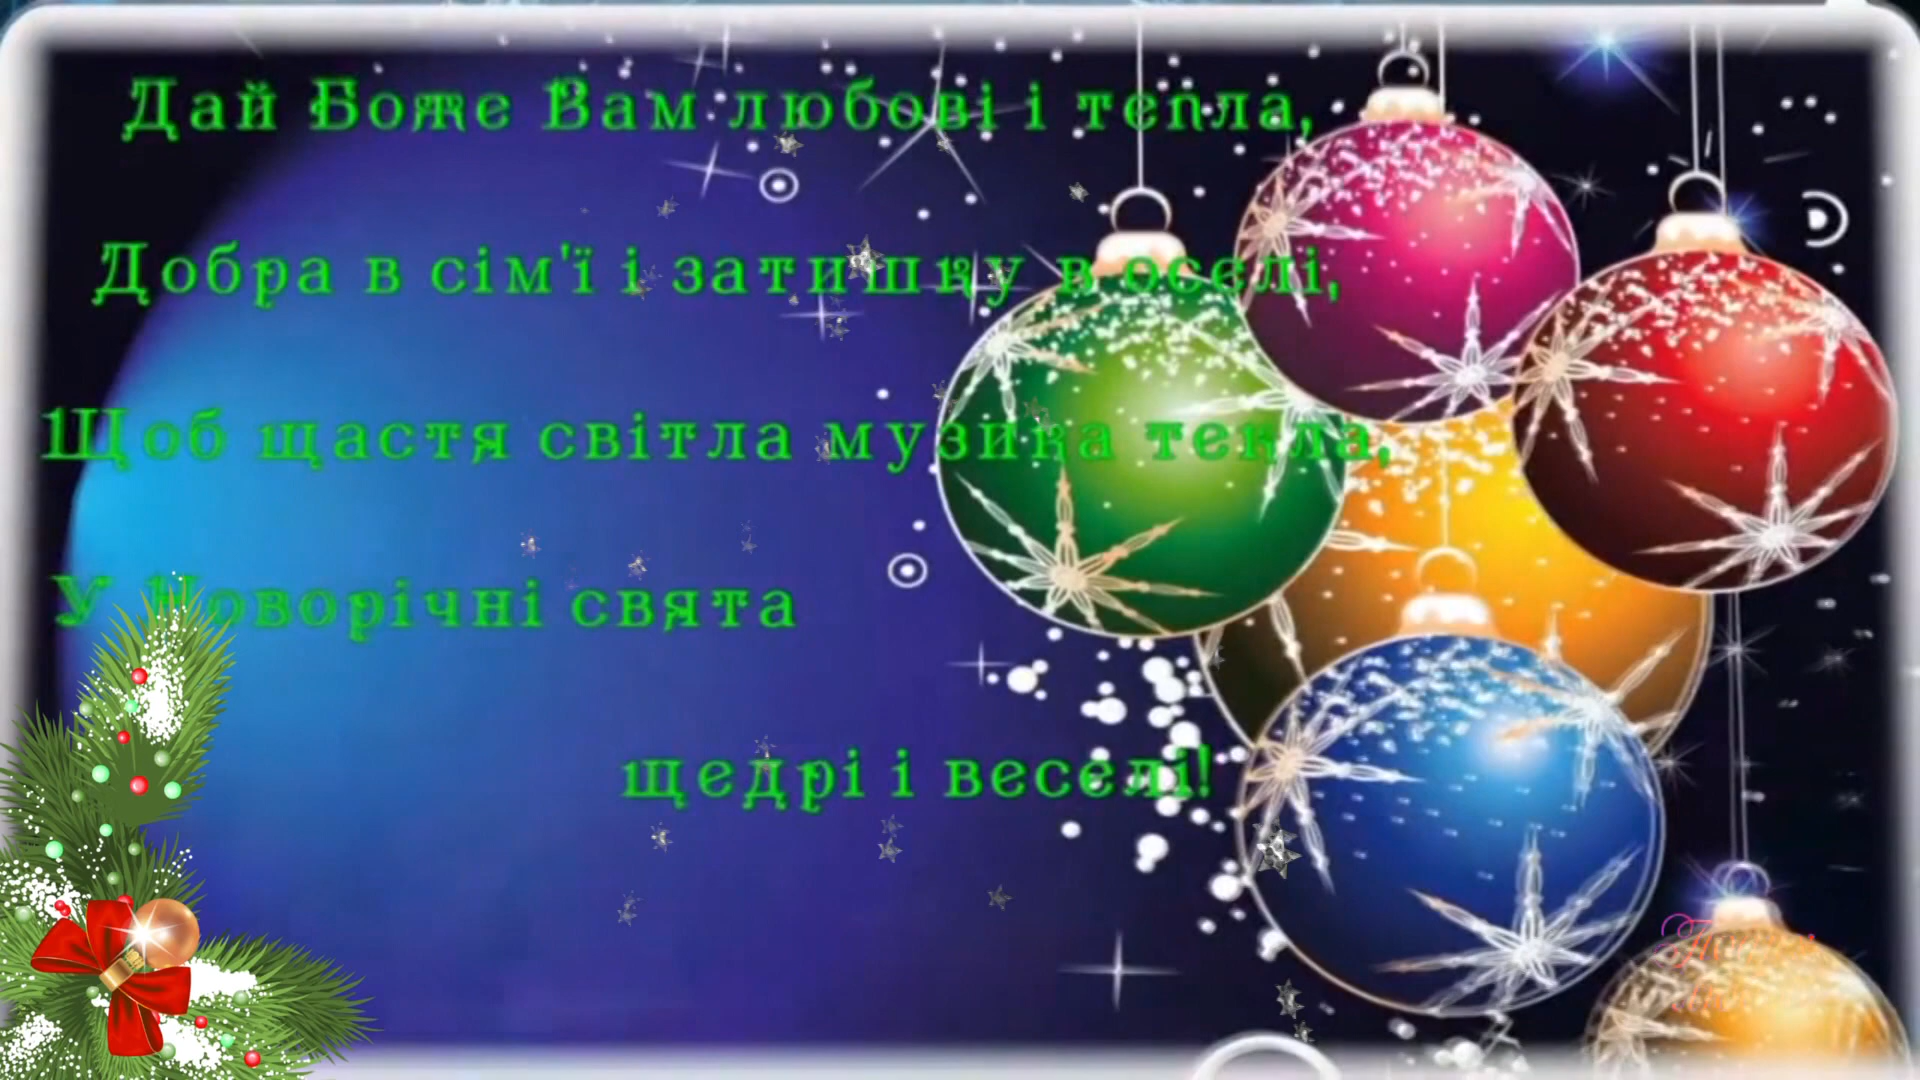 Дай Боже Вам любові і тепла,
Добра в сім'ї і затишку в оселі,
Щоб щастя світла музика текла,
У Новорічні свята
щедрі і веселі!